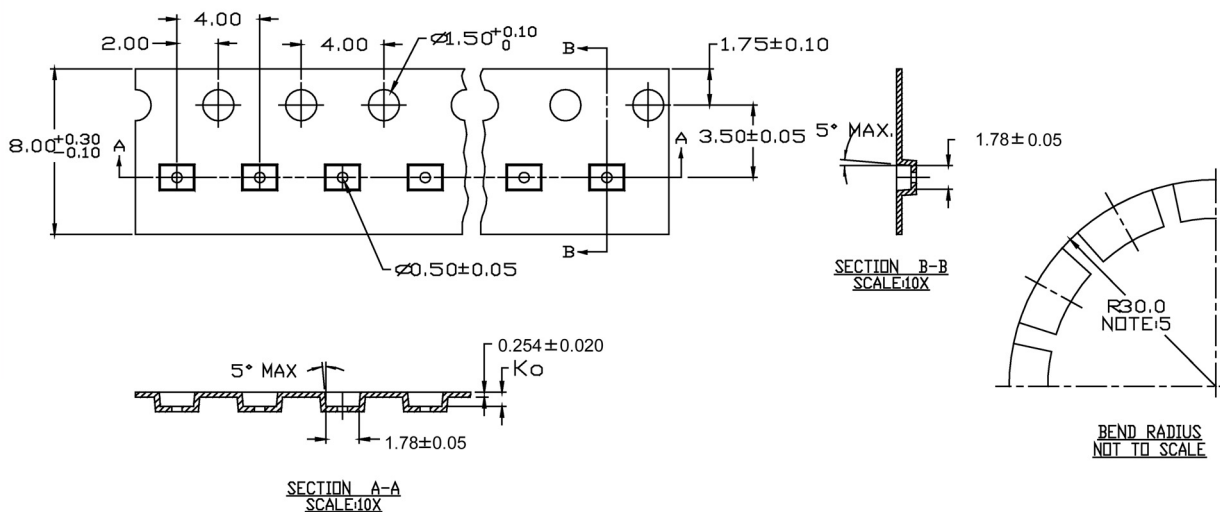 4.00
2.00
4.00
Ø1.50+0.10
0
B
1.75±0.10
8.00+0.30
-0.10
A
A
3.50±0.05
5° MAX.
1.78±0.05
B
Ø0.50±0.05
SECTION B-B
SCALE:10X
R30.0
NOTE:5
5° MAX
0.254±0.020
Ko
1.78±0.05
BEND RADIUS
NOT TO SCALE
SECTION A-A
SCALE:10X